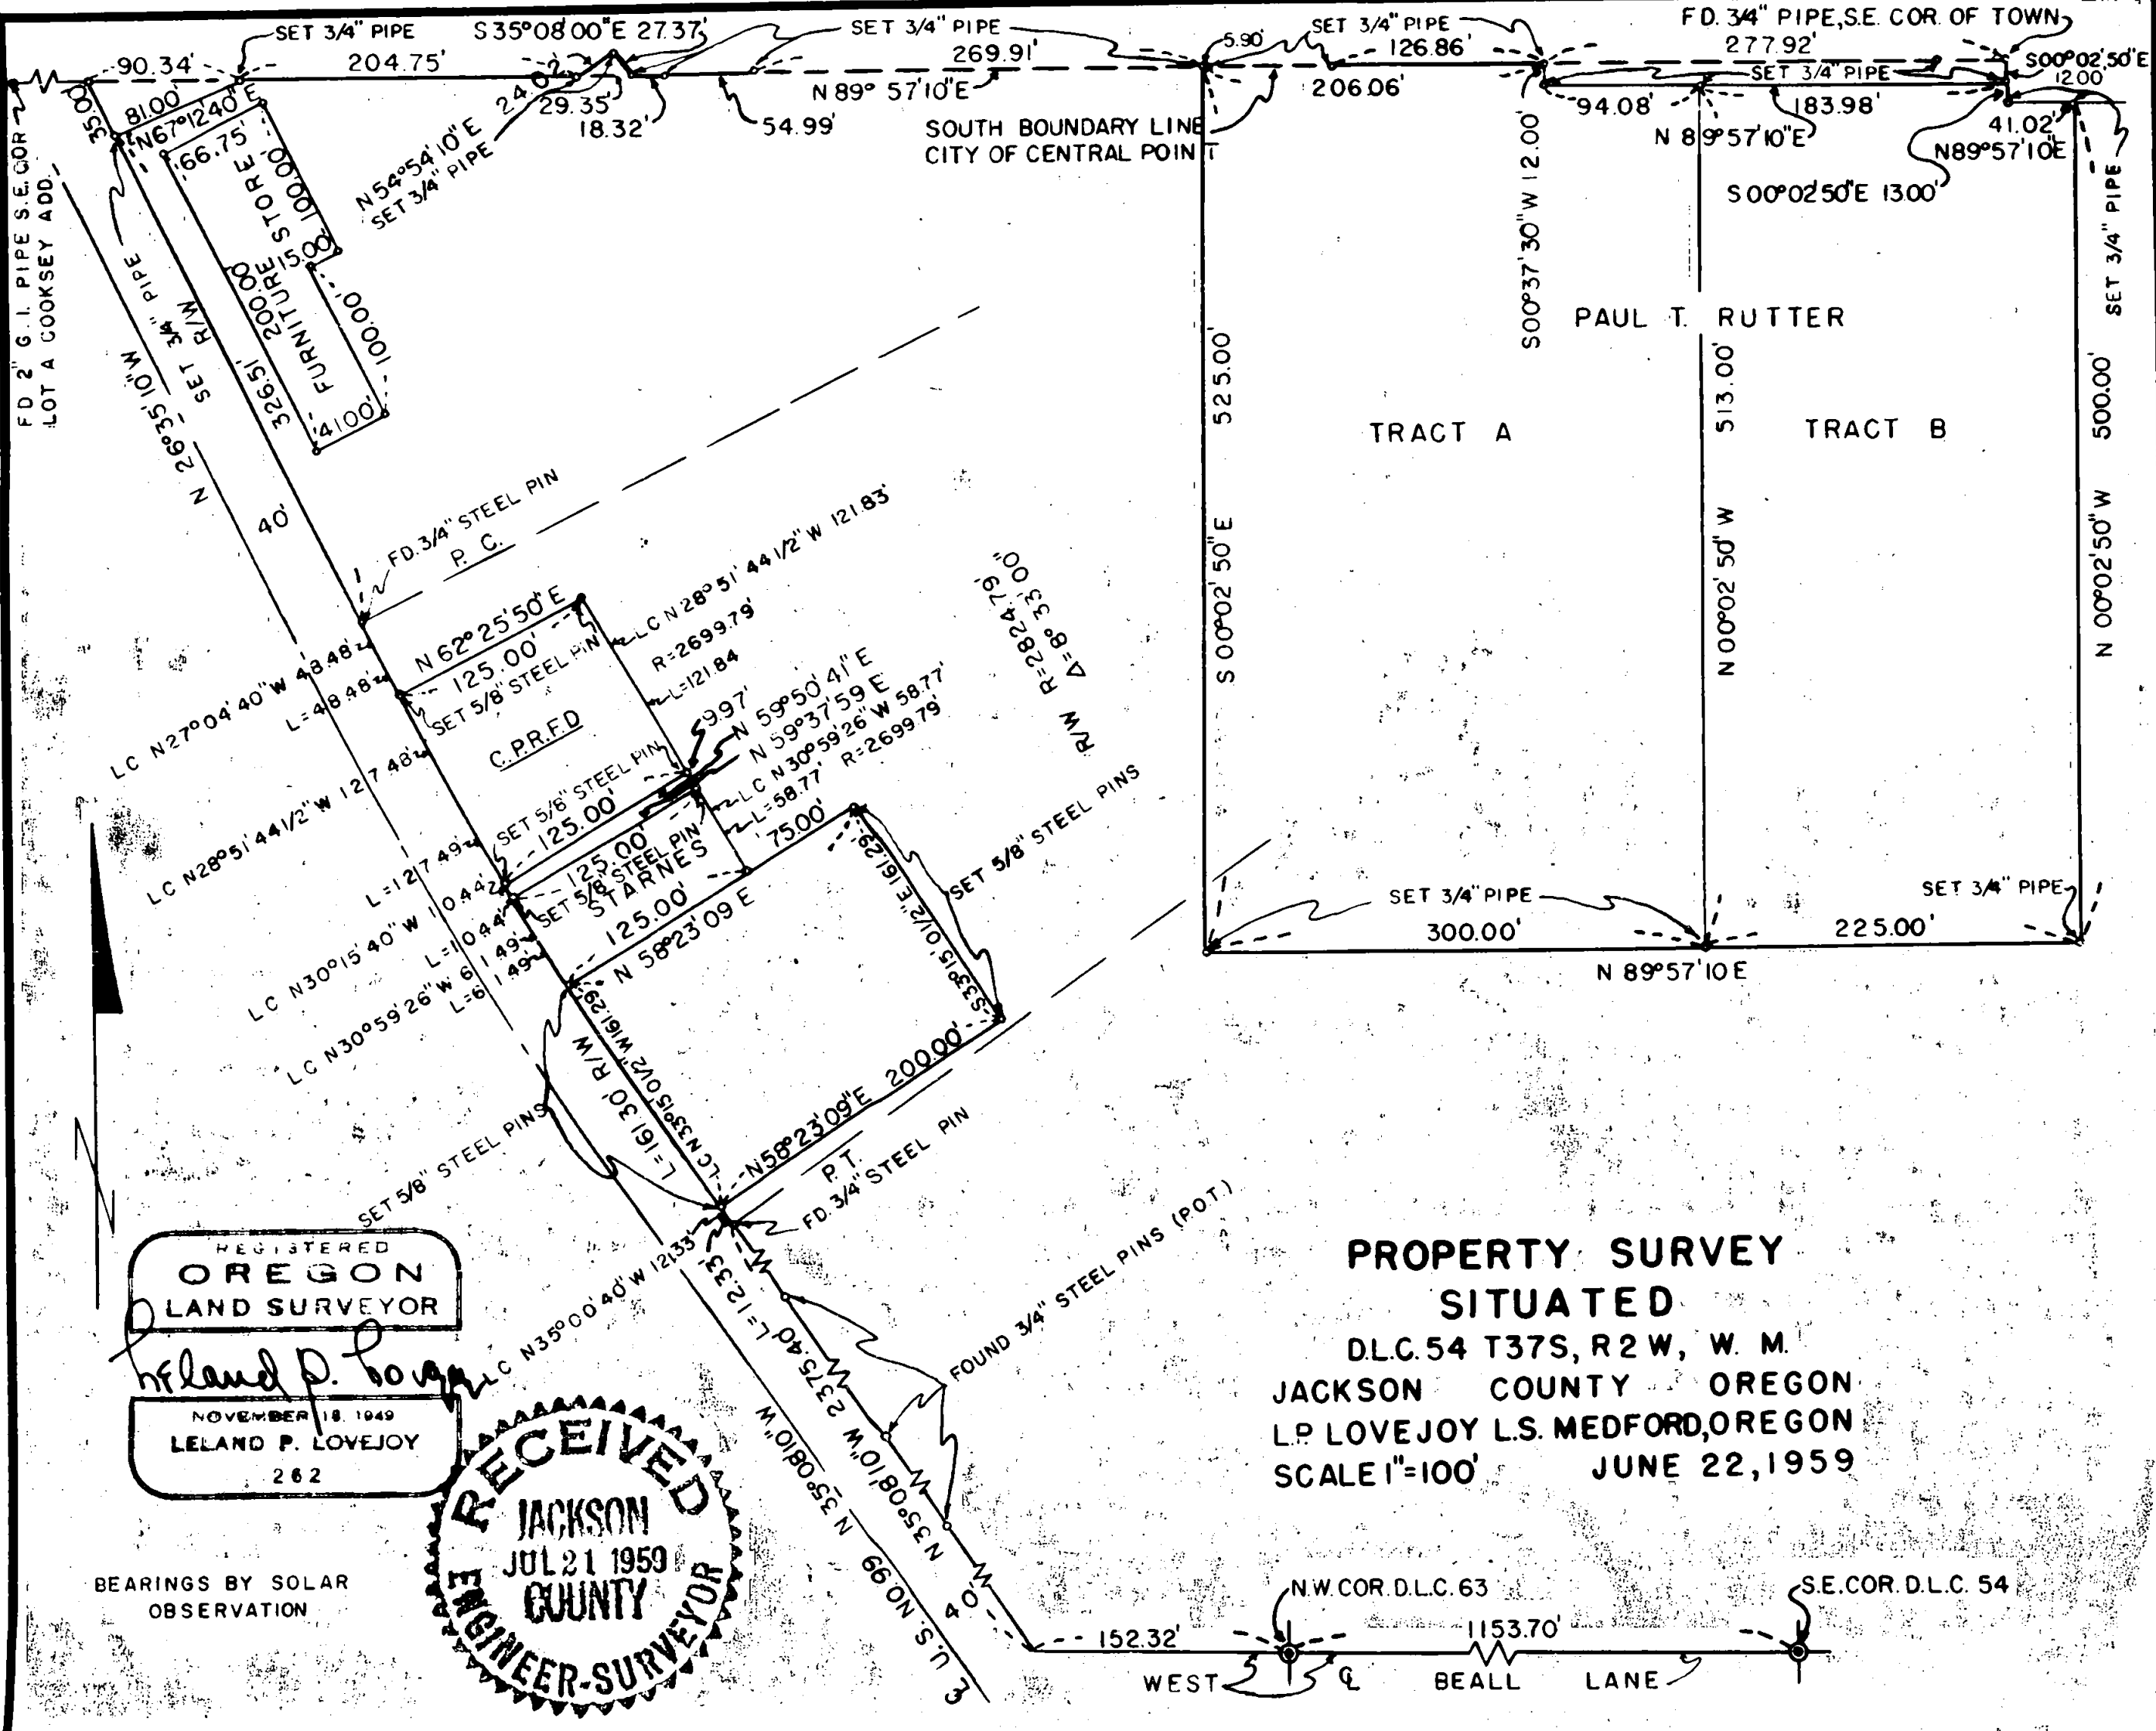 SET 3/4" PIPE
S35°08'00"E 27.37'
SET 3/4" PIPE
SET 3/4" PIPE
FD. 3/4" PIPE, S.E. COR. OF TOWN
90.34'
204.75'
269.91'
5.90'
126.86'
277.92'
S00°02'50"E
12.00'
N 89° 57'10"E
206.06'
SET 3/4" PIPE
35.00'
81.00'
N67°12'40"E
66.75'
24.02'
29.35'
18.32'
54.99'
N54°54'10"E
SET 3/4" PIPE
SOUTH BOUNDARY LINE
CITY OF CENTRAL POINT
94.08'
183.98'
N 89°57'10"E
41.02'
N89°57'10E
S00°02'50"E 13.00'
SET 3/4" PIPE
FD 2" G.I. PIPE S.E. COR
LOT A COOKSEY ADD.
SET 3/4" PIPE
R/W
N 26°35'10"W
326.51'
200.00
FURNITURE STORE
100.00'
15.00'
100.00'
41.00'
40'
S00°37'30"W 12.00'
PAUL T. RUTTER
525.00'
S 00°02'50"E
TRACT A
513.00'
N00°02'50"W
TRACT B
500.00'
N 00°02'50"W
FD. 3/4" STEEL PIN
P. C.
N 62°25'50"E
125.00'
SET 5/8" STEEL PIN
C.P.R.F.D
LC N 28°51'44 1/2"W 121.83'
R=2699.79'
L=121.84
9.97'
N 59°50'41"E
N 59°37'59 E
LC N30°59'26"W 58.77'
L=58.77' R=2699.79'
R/W R=2824.79'
Δ=8°33'00"
LC N27°04'40"W 48.48'
L=48.48'
LC N28°51'44 1/2"W 127.48'
L=127.49
LC N30°15'40"W 10.44'
L=10.44'
LC N30°59'26"W 61.49'
L=61.49'
SET 5/8" STEEL PIN
125.00'
125.00'
SET 5/8" STEEL PIN
STARNES
125.00'
75.00'
N 58°23'09 E
S33°15'01/2"E 161.29
SET 5/8" STEEL PINS
SET 3/4" PIPE
300.00'
SET 3/4" PIPE
225.00'
N 89°57'10 E
L=161.30' R/W
LC N33°15'01/2"W 161.29'
N58°23'09"E 200.00'
P.T.
FD. 3/4" STEEL PIN
SET 5/8" STEEL PINS
LC N35°00'40"W 12.33'
L=12.33'
FOUND 3/4" STEEL PINS (P.O.T.)
N35°08'10"W 2375.40'
N 35°08'10"W
U.S. NO.99
40'
REGISTERED
OREGON
LAND SURVEYOR
Leland P. Lovejoy
NOVEMBER 18, 1949
LELAND P. LOVEJOY
262
RECEIVED
JACKSON
JUL 21 1959
COUNTY
ENGINEER-SURVEYOR
BEARINGS BY SOLAR
OBSERVATION
PROPERTY SURVEY
SITUATED
D.L.C. 54 T37S, R2W, W. M.
JACKSON COUNTY OREGON
L.P. LOVEJOY L.S. MEDFORD, OREGON
SCALE 1"=100' JUNE 22, 1959
N.W. COR. D.L.C. 63
S.E. COR. D.L.C. 54
152.32'
1153.70'
WEST ℄ BEALL LANE